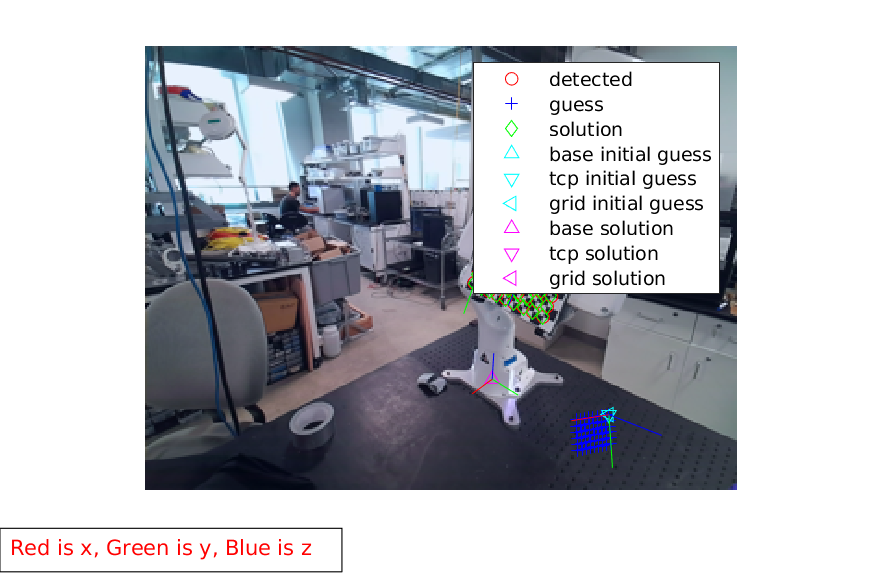 detected
guess
solution
base initial guess
tcp initial guess
grid initial guess
base solution
tcp solution
grid solution
Red is x, Green is y, Blue is z